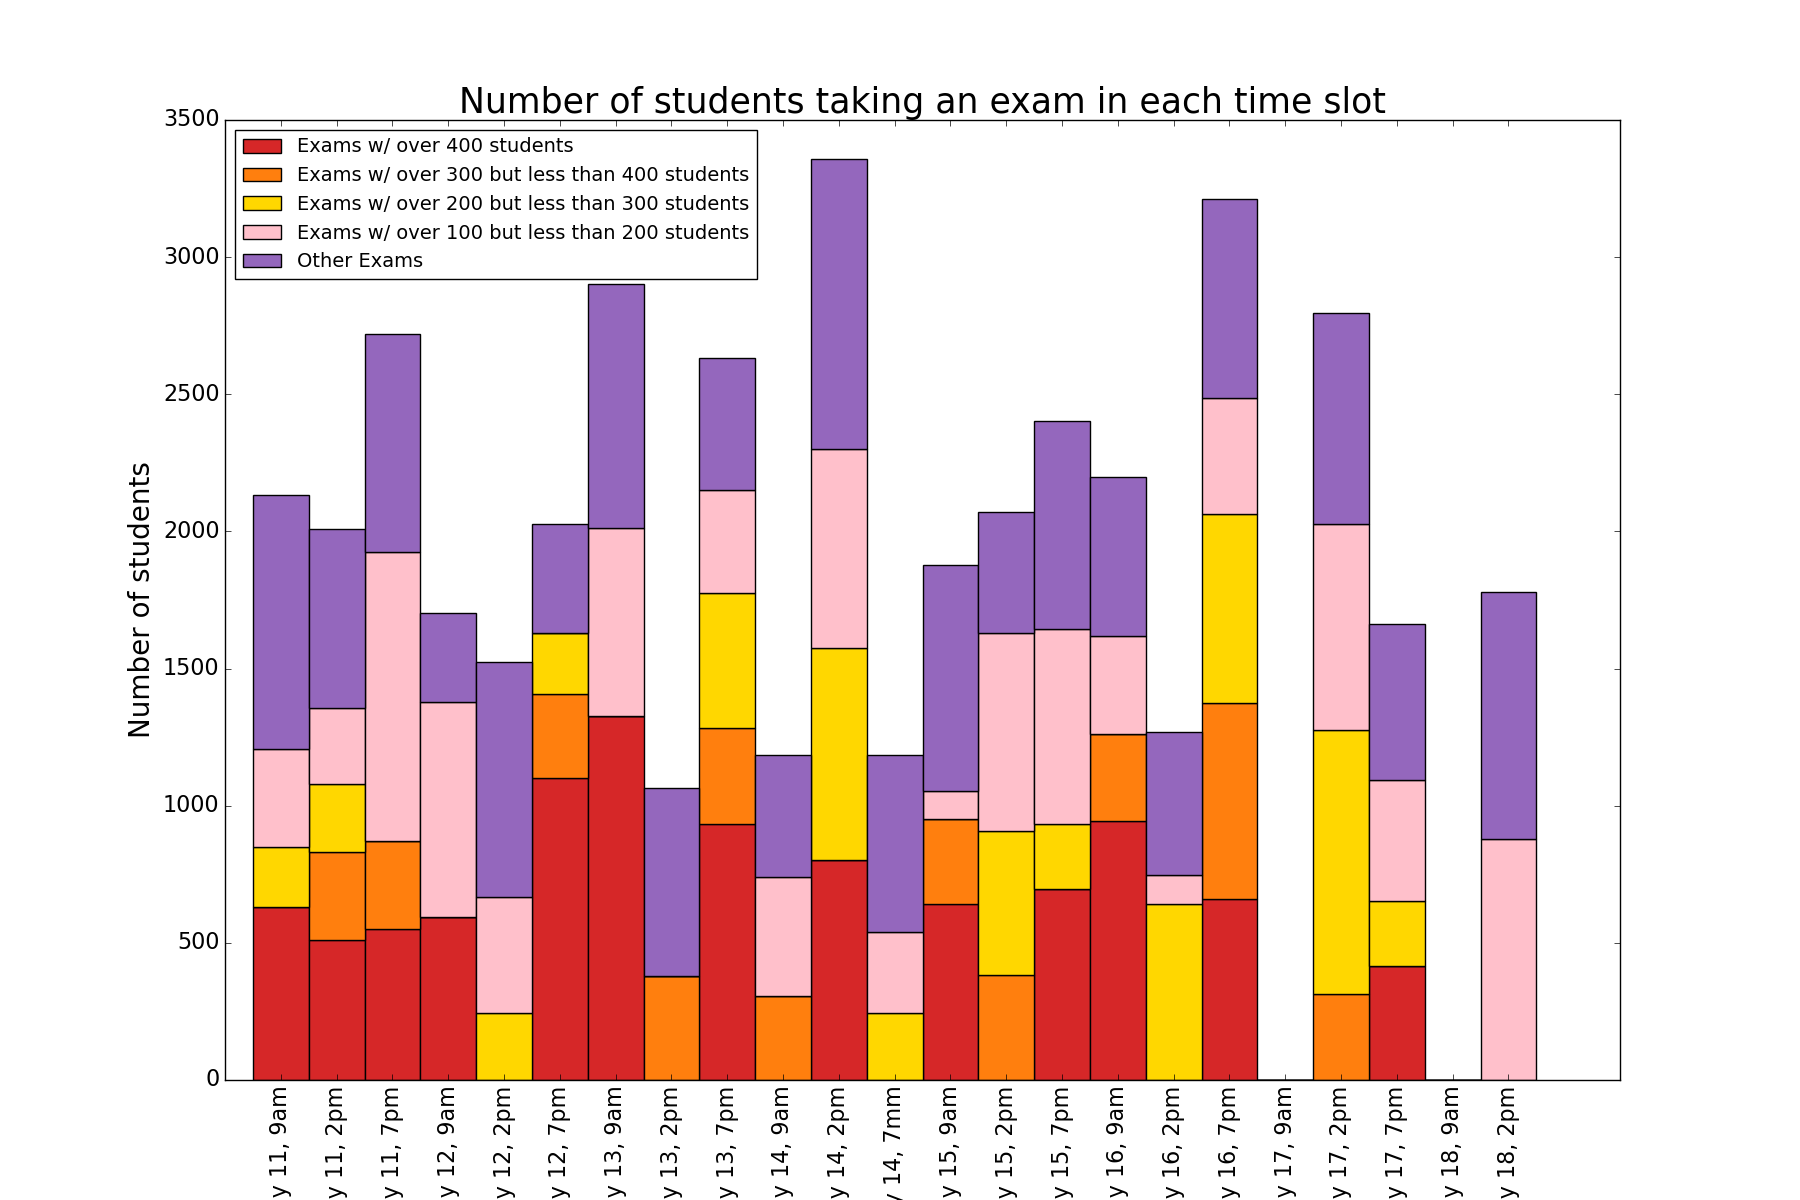 Number of students taking an exam in each time slot
Exams w/ over 400 students
Exams w/ over 300 but less than 400 students
Exams w/ over 200 but less than 300 students
Exams w/ over 100 but less than 200 students
Other Exams
Number of students
3500
3000
2500
2000
1500
1000
500
0
y 11, 9am
y 11, 2pm
y 11, 7pm
y 12, 9am
y 12, 2pm
y 12, 7pm
y 13, 9am
y 13, 2pm
y 13, 7pm
y 14, 9am
y 14, 2pm
y 14, 7mm
y 15, 9am
y 15, 2pm
y 15, 7pm
y 16, 9am
y 16, 2pm
y 16, 7pm
y 17, 9am
y 17, 2pm
y 17, 7pm
y 18, 9am
y 18, 2pm